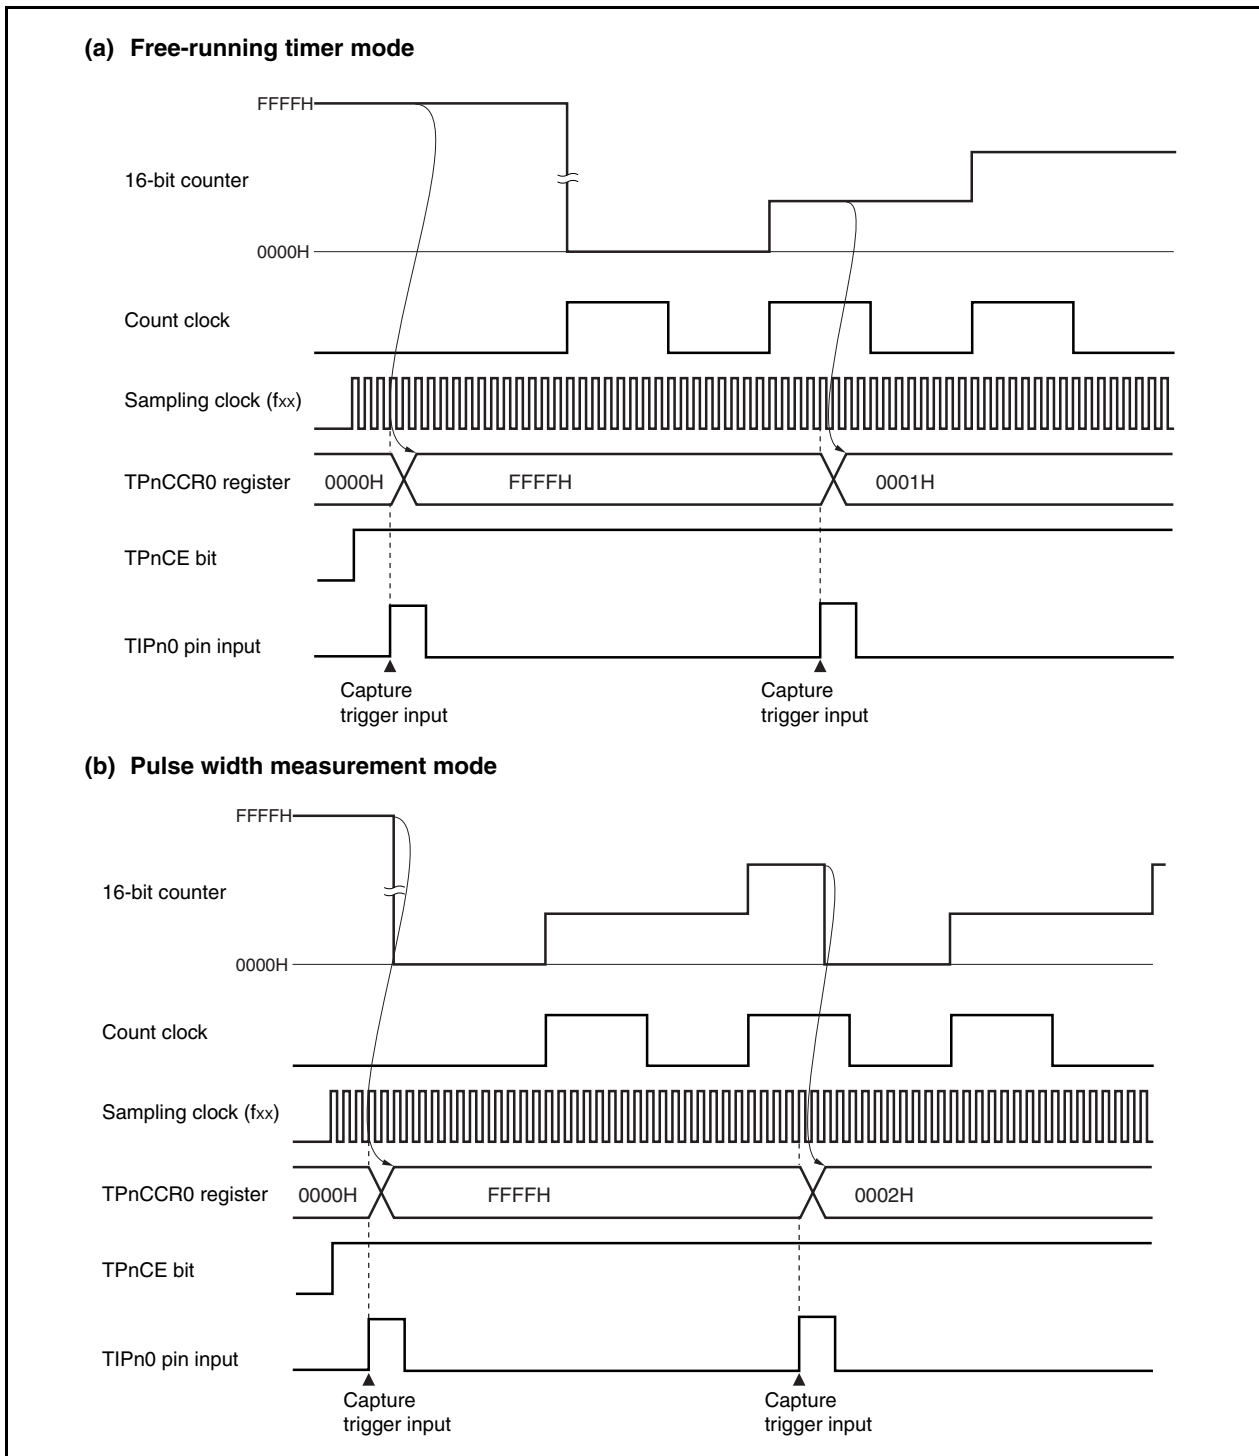 (a) Free-running timer mode
FFFFH
16-bit counter
0000H
Count clock
Sampling clock (fxx)
TPnCCR0 register
0000H
FFFFH
0001H
TPnCE bit
TIPn0 pin input
Capture
trigger input
Capture
trigger input
(b) Pulse width measurement mode
FFFFH
16-bit counter
0000H
Count clock
Sampling clock (fxx)
TPnCCR0 register
0000H
FFFFH
0002H
TPnCE bit
TIPn0 pin input
Capture
trigger input
Capture
trigger input